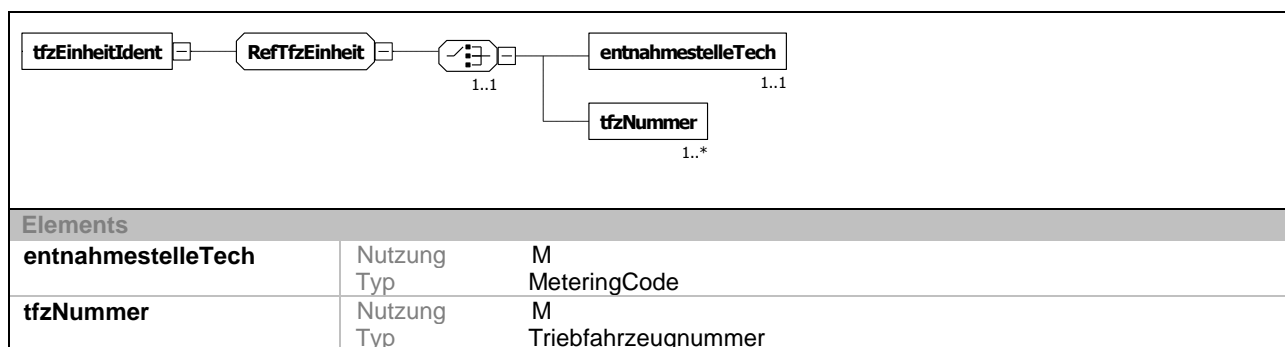 tfzEinheitIdent RefTfzEinheit entnahmestelleTech
1..1 1..1
tfzNummer
1..*
Elements
entnahmestelleTech Nutzung M
Typ MeteringCode
tfzNummer Nutzung M
Typ Triebfahrzeugnummer